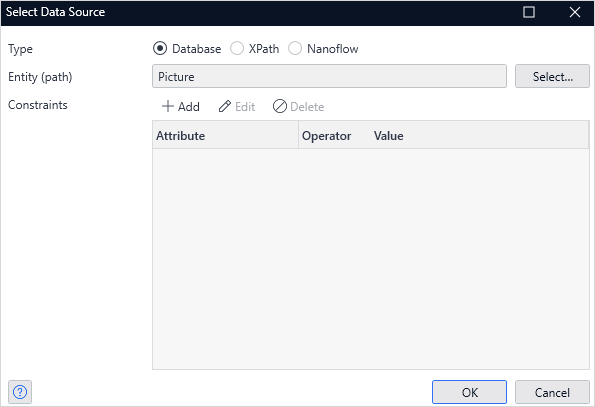 Select Data Source
Type Database XPath Nanoflow
Entity (path) Picture Select...
Constraints Add Edit Delete
Attribute Operator Value
? OK Cancel